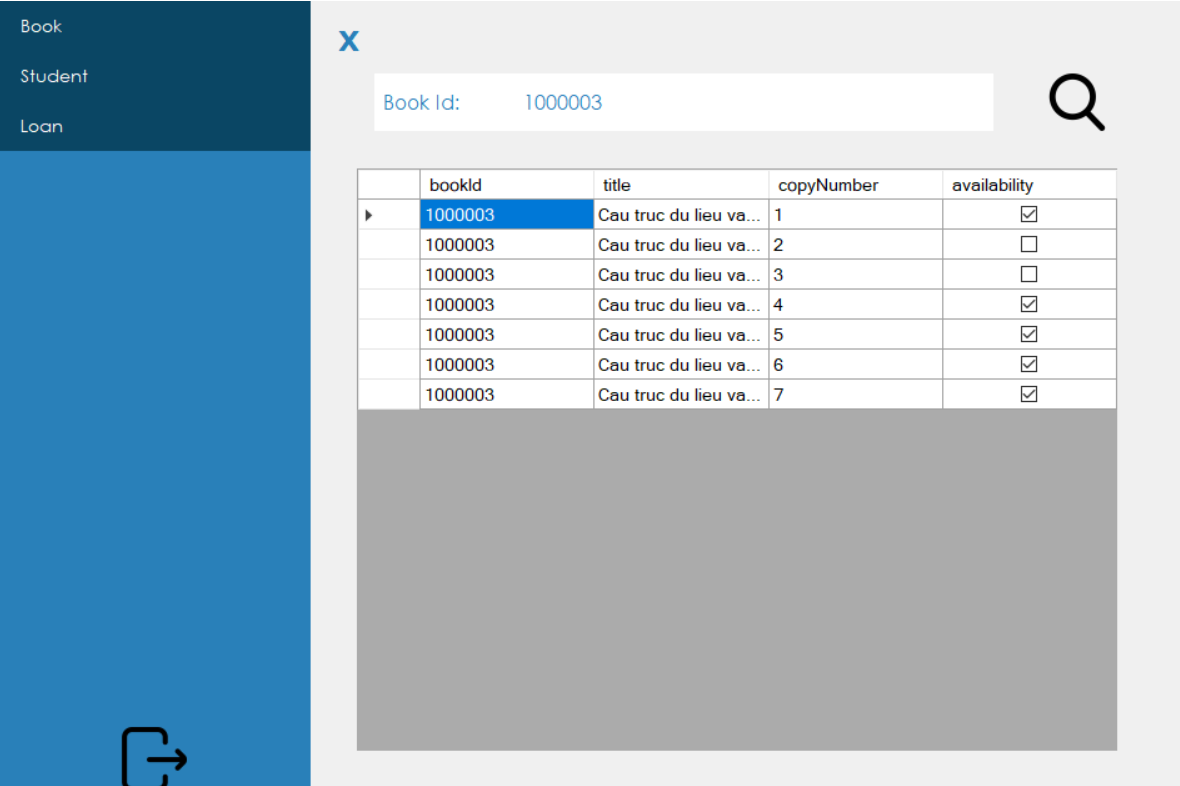 Book
Student
Loan
X
Book Id: 1000003
bookId title copyNumber availability
1000003 Cau truc du lieu va... 1
1000003 Cau truc du lieu va... 2
1000003 Cau truc du lieu va... 3
1000003 Cau truc du lieu va... 4
1000003 Cau truc du lieu va... 5
1000003 Cau truc du lieu va... 6
1000003 Cau truc du lieu va... 7